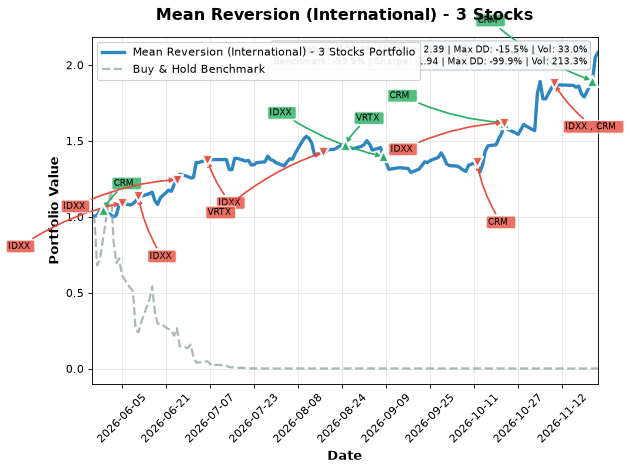 Mean Reversion (International) - 3 Stocks
CRM
Mean Reversion (International) - 3 Stocks Portfolio
Buy & Hold Benchmark
2.39 | Max DD: -15.5% | Vol: 33.0%
.94 | Max DD: -99.9% | Vol: 213.3%
CRM
IDXX
VRTX
IDXX , CRM
IDXX
CRM
IDXX
IDXX
VRTX
CRM
IDXX
IDXX
Portfolio Value
2.0
1.5
1.0
0.5
0.0
2026-06-05
2026-06-21
2026-07-07
2026-07-23
2026-08-08
2026-08-24
2026-09-09
2026-09-25
2026-10-11
2026-10-27
2026-11-12
Date